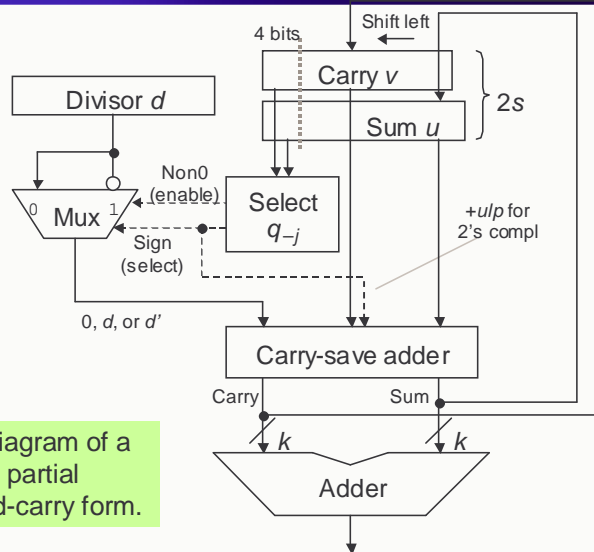 Shift left
4 bits
Carry v
2s
Divisor d
Sum u
Non0
(enable)
Select
q–j
0 Mux 1
Sign
(select)
+ulp for
2's compl
0, d, or d'
Carry-save adder
Carry
Sum
k
k
Adder
iagram of a
partial
d-carry form.